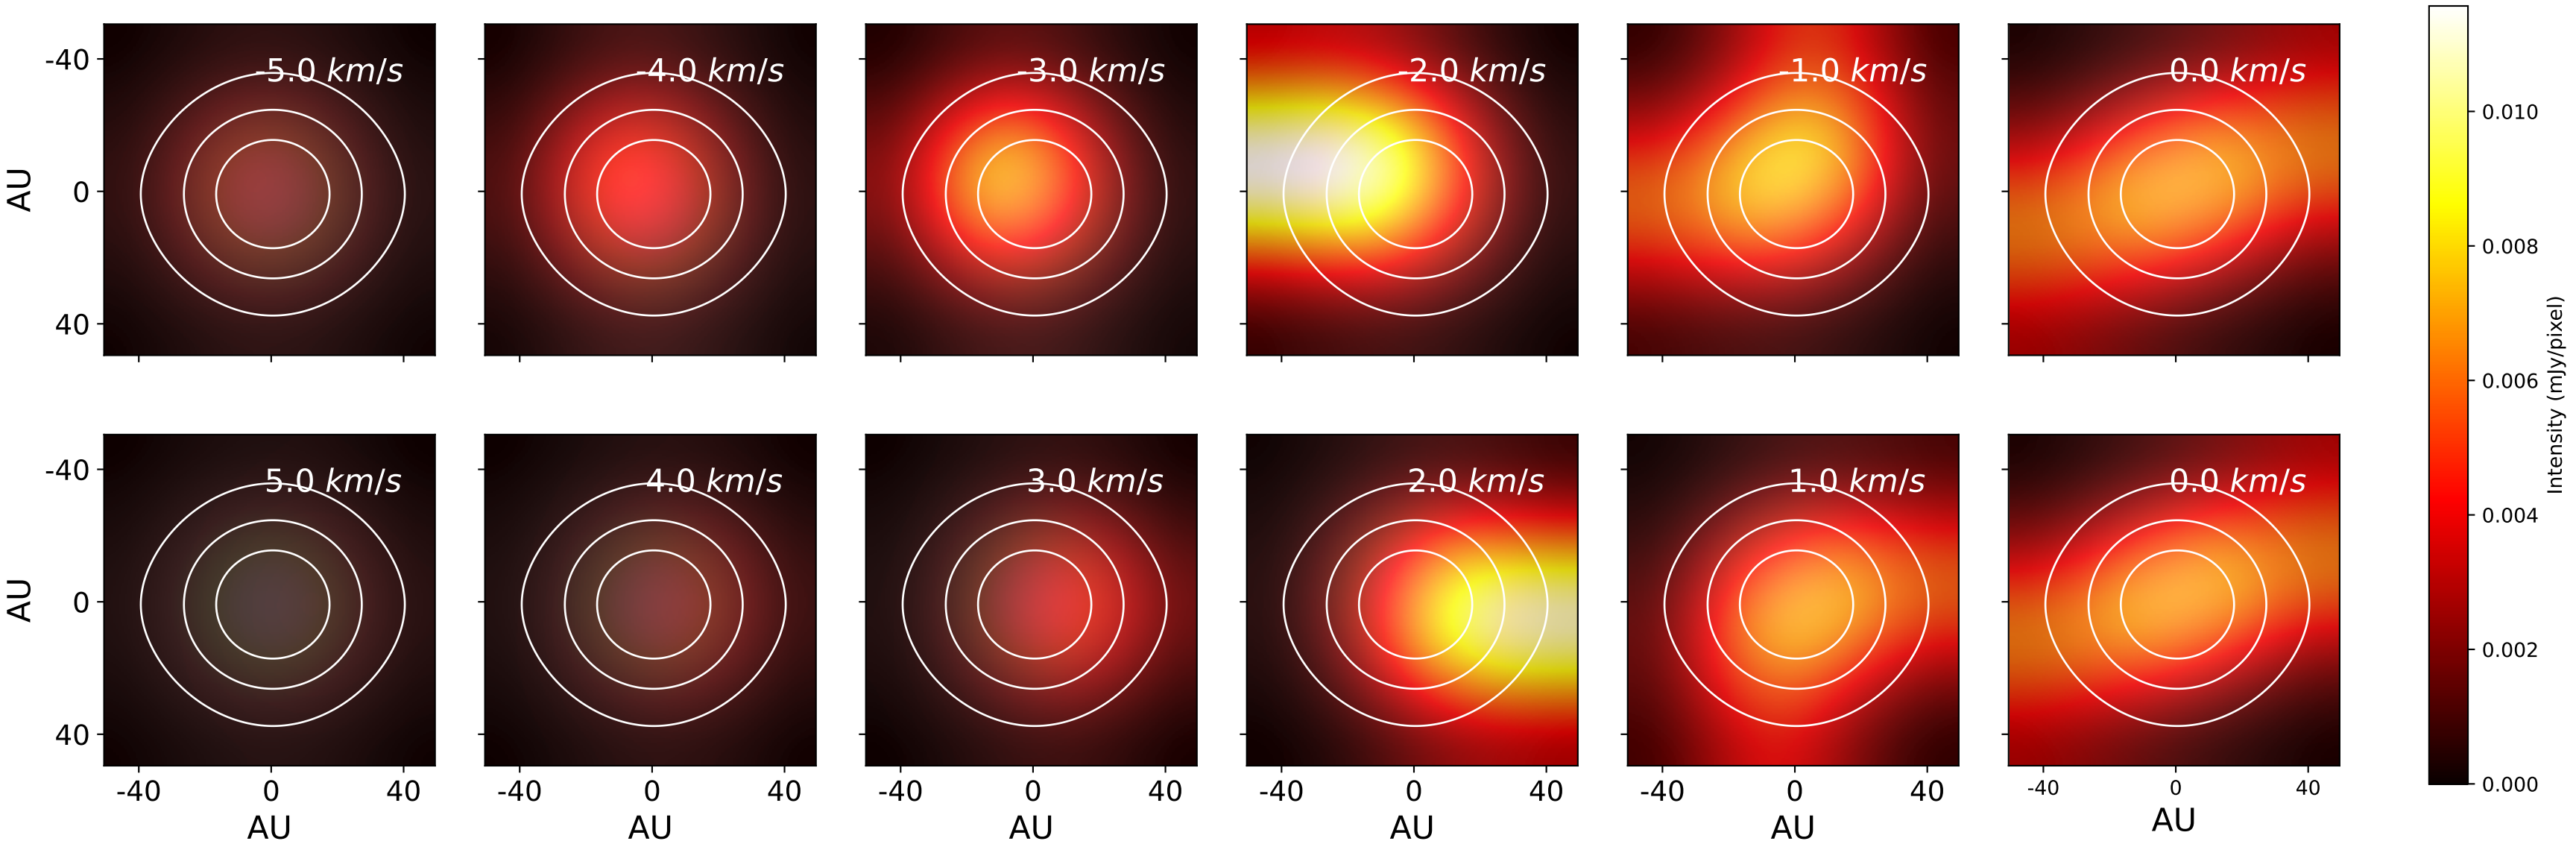 -5.0 km/s
-4.0 km/s
-3.0 km/s
-2.0 km/s
-1.0 km/s
0.0 km/s
-40
0
40
AU
5.0 km/s
4.0 km/s
3.0 km/s
2.0 km/s
1.0 km/s
0.0 km/s
-40
0
40
AU
-40 0 40
-40 0 40
-40 0 40
-40 0 40
-40 0 40
-40 0 40
AU
AU
AU
AU
AU
AU
0.010
0.008
0.006
0.004
0.002
0.000
Intensity (mJy/pixel)